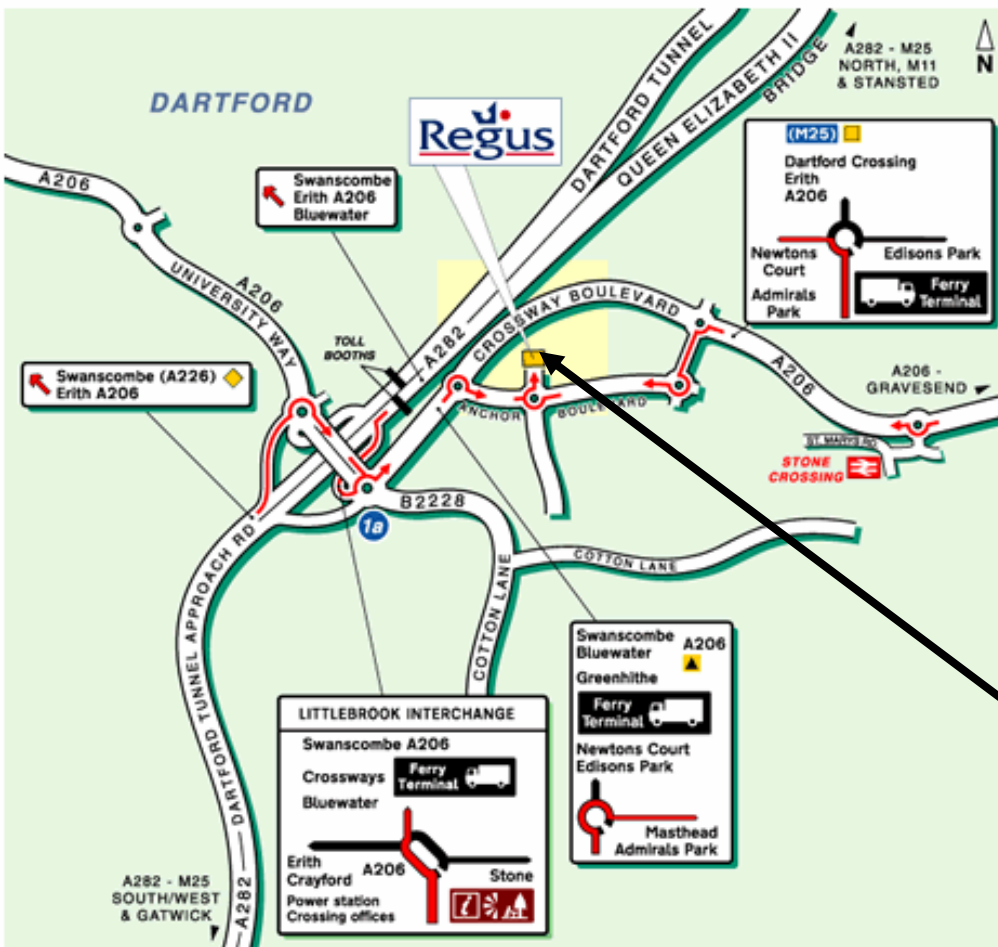 A282 - M25
NORTH, M11
& STANSTED
N
DARTFORD
Regus
DARTFORD TUNNEL
QUEEN ELIZABETH II
BRIDGE
(M25)
Dartford Crossing
Erith
A206
Newtons
Court
Edisons Park
Admirals
Park
Ferry
Terminal
A206
Swanscombe
Erith A206
Bluewater
A206
UNIVERSITY WAY
TOLL
BOOTHS
A282
CROSSWAY BOULEVARD
Swanscombe (A226)
Erith A206
ANCHOR BOULEVARD
A206
A206 -
GRAVESEND
ST. MARYS RD
STONE
CROSSING
B2228
1a
COTTON LANE
COTTON LANE
DARTFORD TUNNEL APPROACH RD
A282
A282 - M25
SOUTH/WEST
& GATWICK
LITTLEBROOK INTERCHANGE
Swanscombe A206
Crossways
Ferry
Terminal
Bluewater
Erith
Crayford
A206
Stone
Power station
Crossing offices
i
Swanscombe
Bluewater
A206
Greenhithe
Ferry
Terminal
Newtons Court
Edisons Park
Masthead
Admirals Park